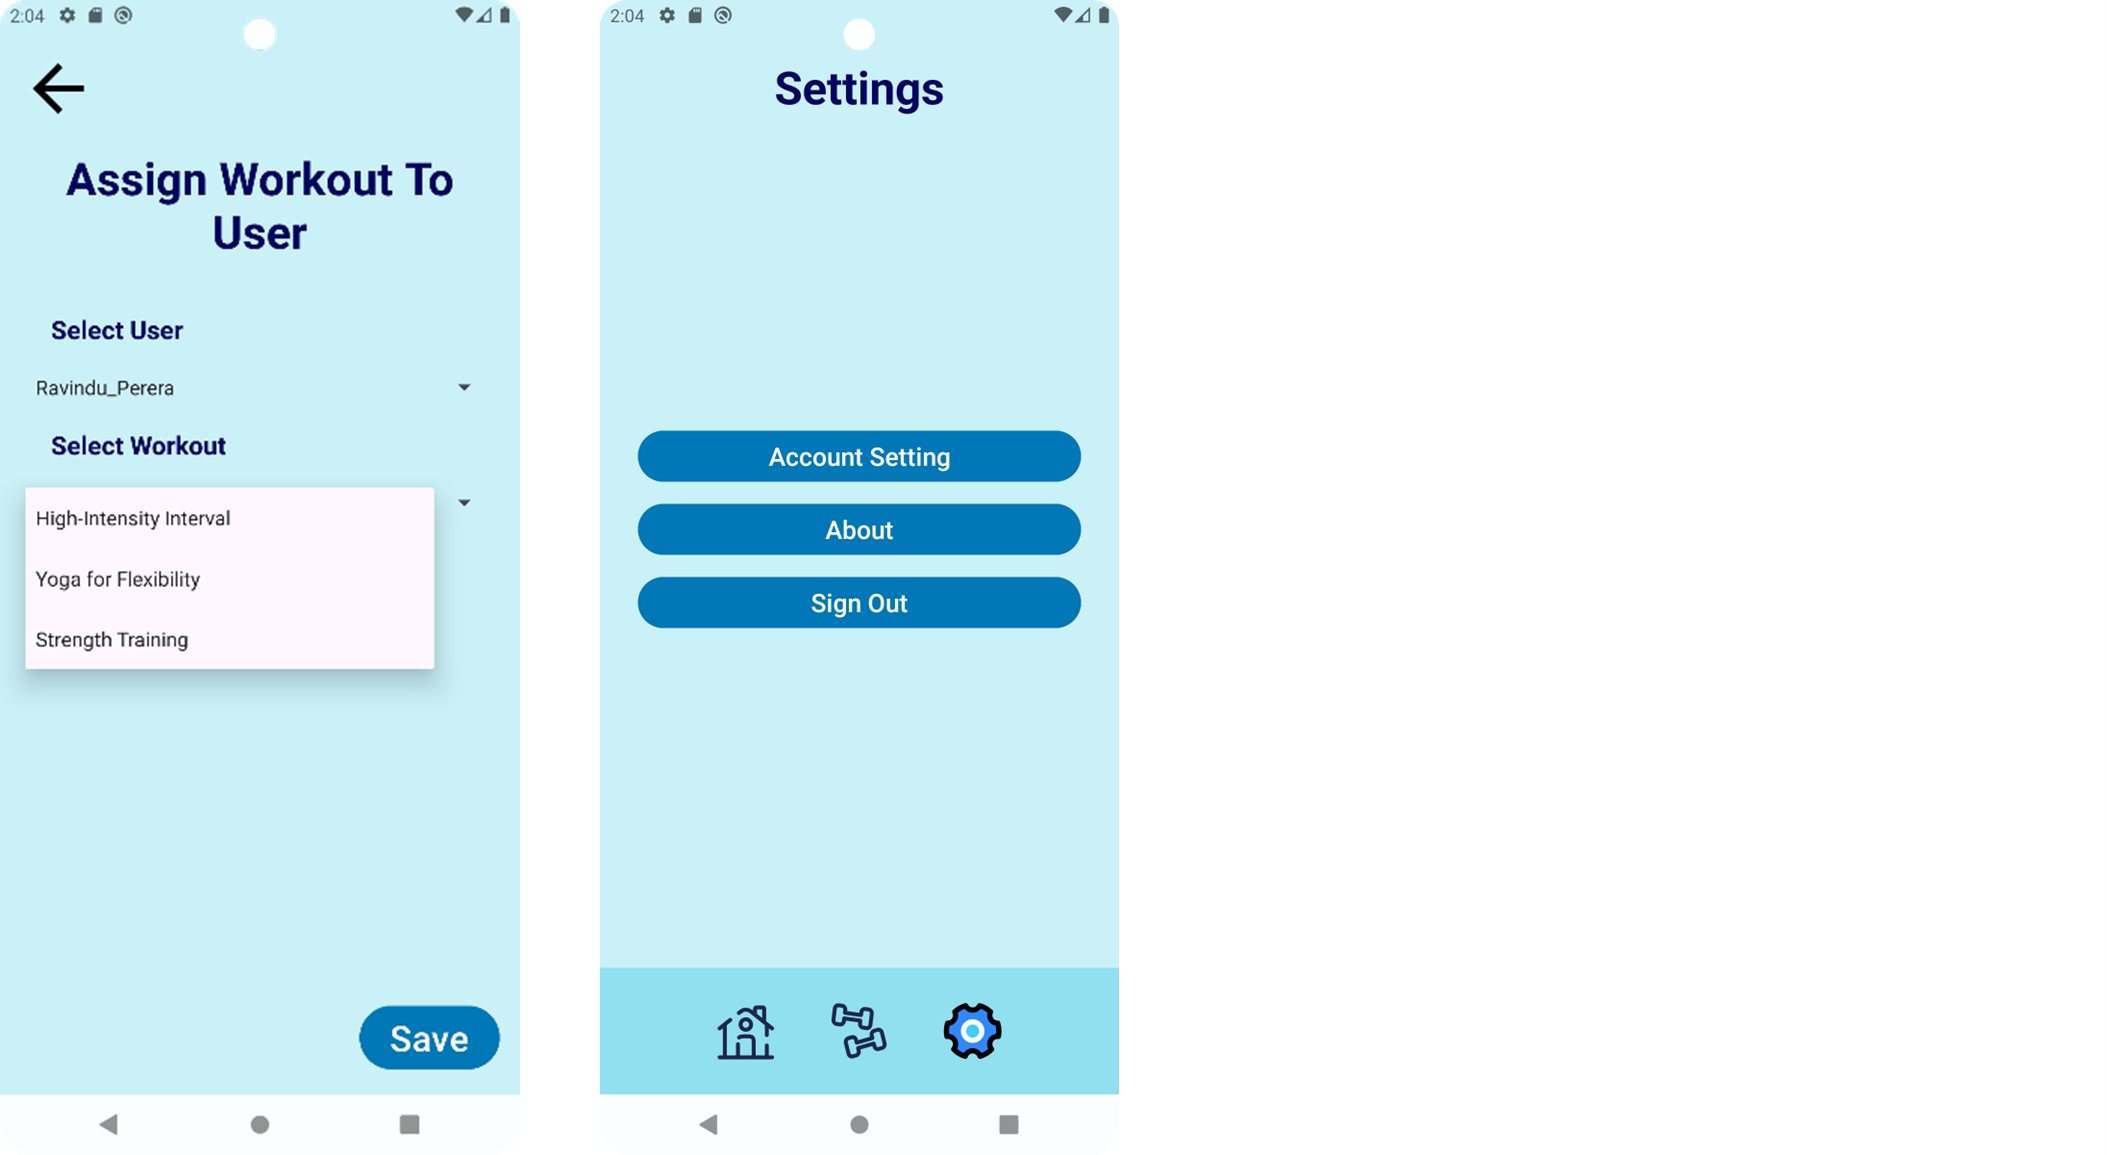 2:04
Assign Workout To
User
Select User
Ravindu_Perera
Select Workout
High-Intensity Interval
Yoga for Flexibility
Strength Training
Save
2:04
Settings
Account Setting
About
Sign Out